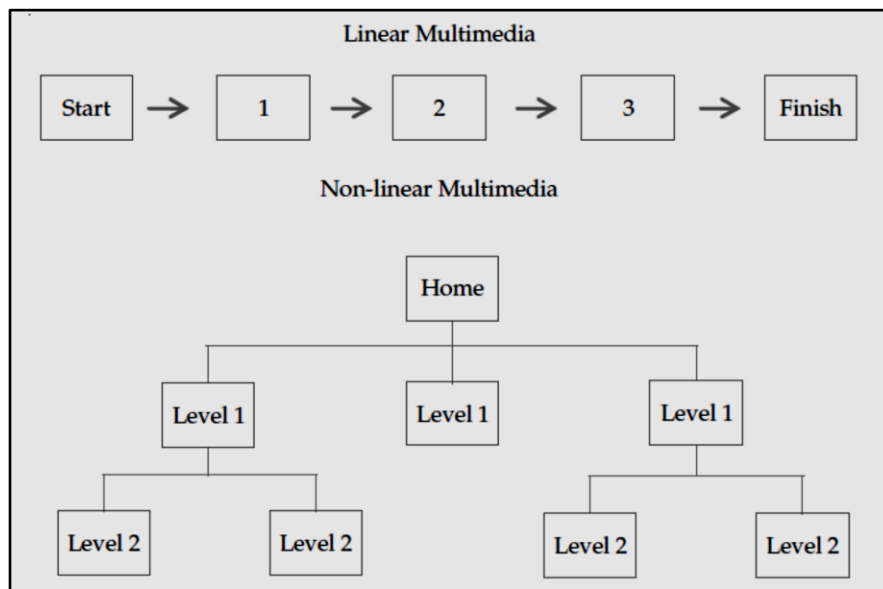 Linear Multimedia
Start 1 2 3 Finish
Non-linear Multimedia
Home
Level 1 Level 1 Level 1
Level 2 Level 2 Level 2 Level 2